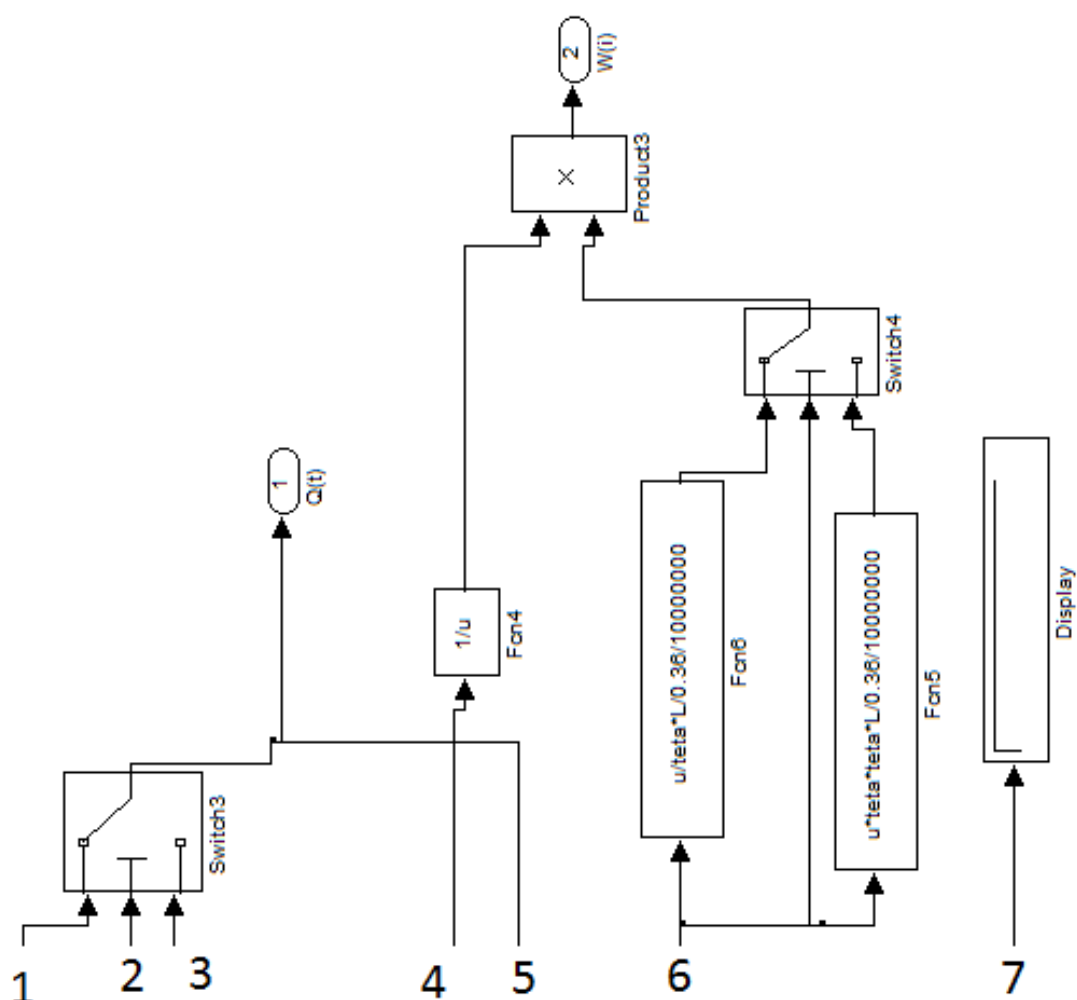 2
W(i)
×
Product3
Switch4
1
Q(t)
1/u
Fcn4
u/teta*L/0.36/10000000
Fcn6
u*teta*teta*L/0.36/10000000
Fcn5
Display
Switch3
1
2
3
4
5
6
7